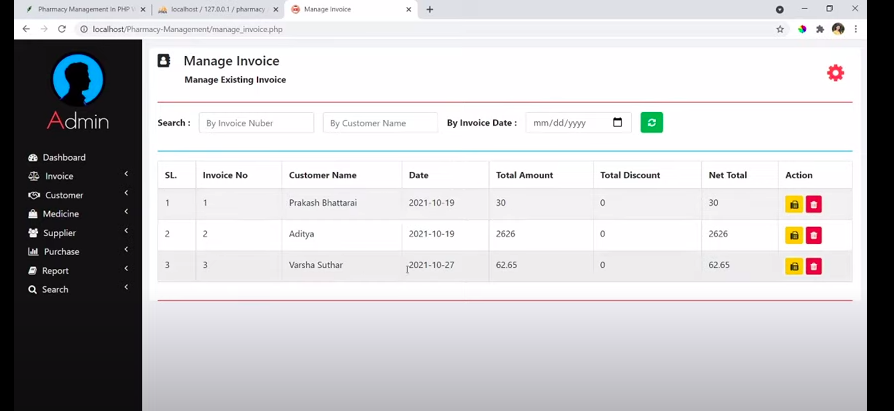 Pharmacy Management In PHP V
localhost / 127.0.0.1 / pharmacy
Manage Invoice
localhost/Pharmacy-Management/manage_invoice.php
Admin
Dashboard
Invoice
Customer
Medicine
Supplier
Purchase
Report
Search
Manage Invoice
Manage Existing Invoice
Search : By Invoice Nuber By Customer Name By Invoice Date : mm/dd/yyyy
SL. Invoice No Customer Name Date Total Amount Total Discount Net Total Action
1 1 Prakash Bhattarai 2021-10-19 30 0 30
2 2 Aditya 2021-10-19 2626 0 2626
3 3 Varsha Suthar 2021-10-27 62.65 0 62.65